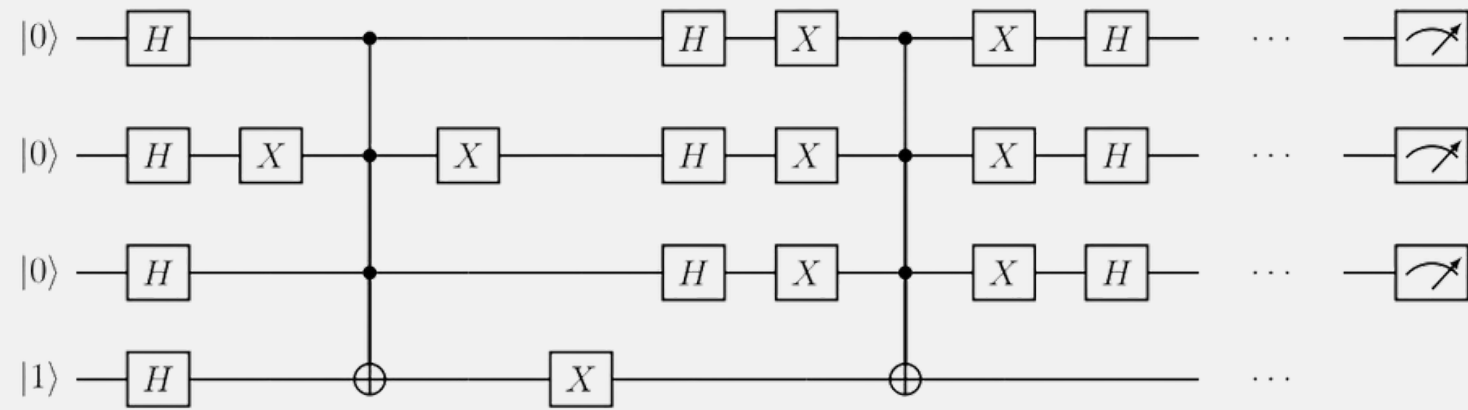 |0⟩ H H X X H ...
|0⟩ H X X H X X H ...
|0⟩ H H X X H ...
|1⟩ H X ...